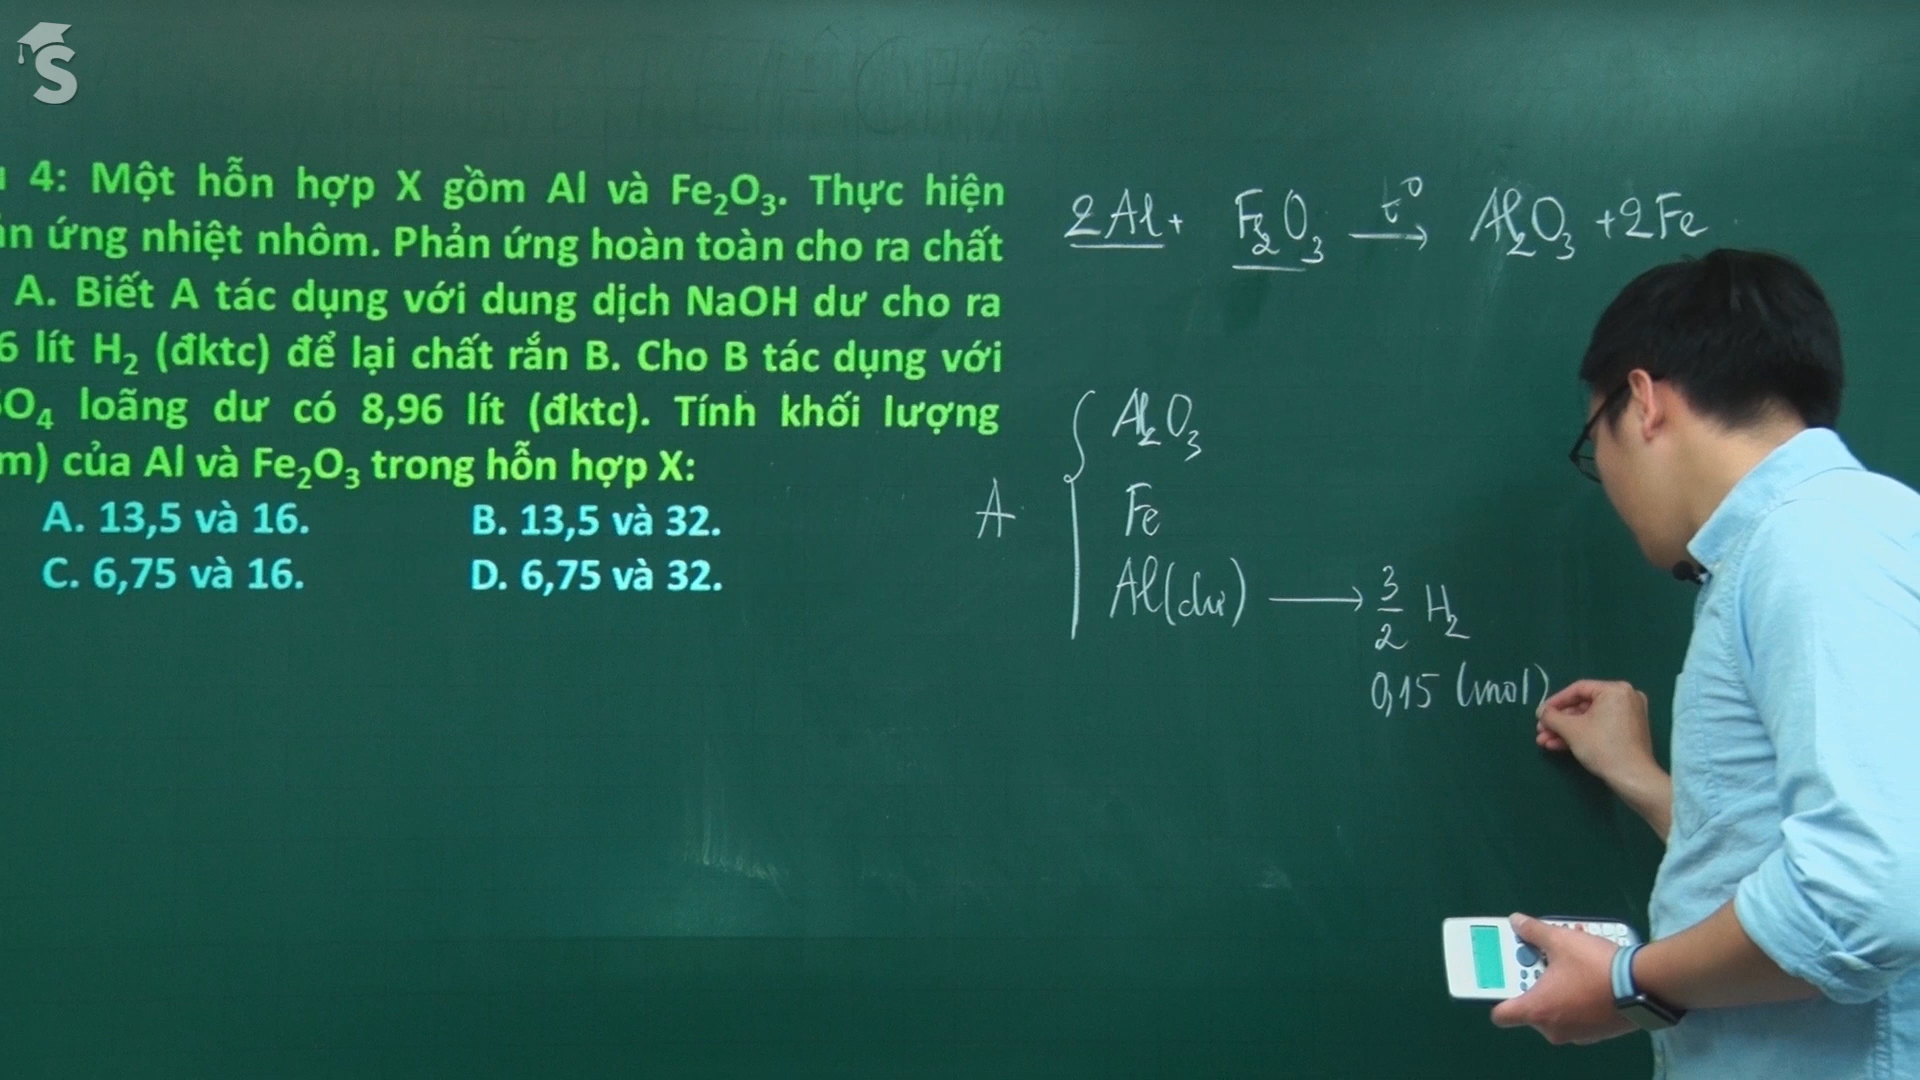 S
4: Một hỗn hợp X gồm Al và Fe₂O₃. Thực hiện
ứng nhiệt nhôm. Phản ứng hoàn toàn cho ra chất
A. Biết A tác dụng với dung dịch NaOH dư cho ra
6 lít H₂ (đktc) để lại chất rắn B. Cho B tác dụng với
O₄ loãng dư có 8,96 lít (đktc). Tính khối lượng
m) của Al và Fe₂O₃ trong hỗn hợp X:
A. 13,5 và 16. B. 13,5 và 32.
C. 6,75 và 16. D. 6,75 và 32.
2Al + Fe₂O₃ →(t⁰) Al₂O₃ + 2Fe
A { Al₂O₃
Fe
Al(dư) → 3/2 H₂
0,15 (mol)